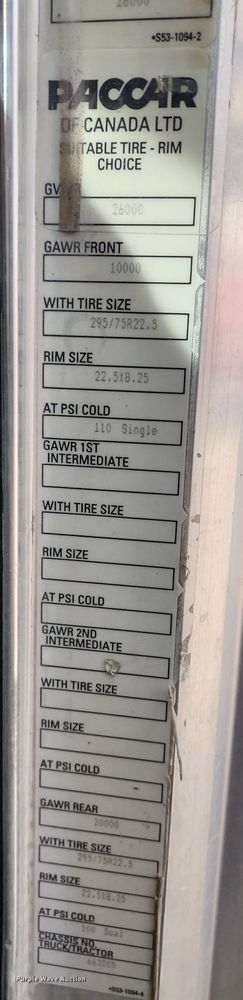 26000
•S53-1094-2
PACCAR
OF CANADA LTD
SUITABLE TIRE - RIM
CHOICE
GV
26000
GAWR FRONT
10000
WITH TIRE SIZE
295/75R22.5
RIM SIZE
22.5X8.25
AT PSI COLD
110 Single
GAWR 1ST
INTERMEDIATE
WITH TIRE SIZE
RIM SIZE
AT PSI COLD
GAWR 2ND
INTERMEDIATE
WITH TIRE SIZE
RIM SIZE
AT PSI COLD
GAWR REAR
20000
WITH TIRE SIZE
295/75R22.5
RIM SIZE
22.5X8.25
AT PSI COLD
100 Dual
CHASSIS NO.
TRUCK/TRACTOR
•S53-1094-4
Purple Wave Auction